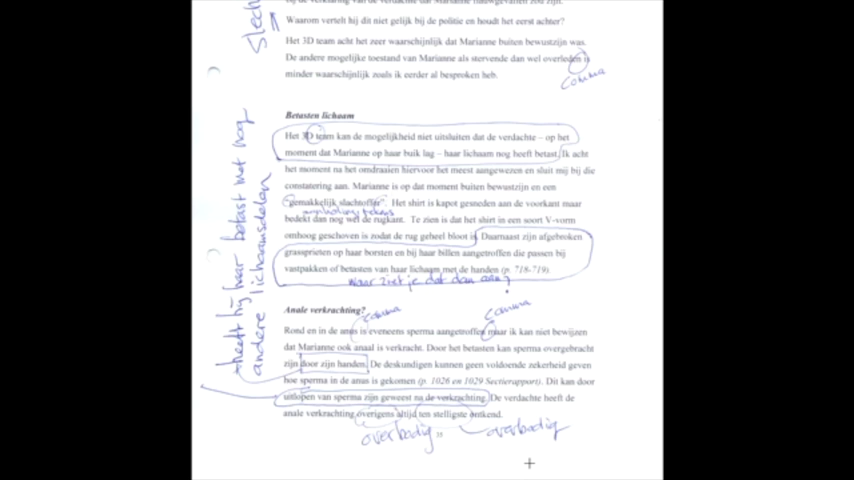 Waarom vertelt hij dit niet gelijk bij de politie en houdt het eerst achter?
Het 3D team acht het zeer waarschijnlijk dat Marianne buiten bewustzijn was.
De andere mogelijke toestand van Marianne als stervende dan wel overleden is
minder waarschijnlijk zoals ik eerder al besproken heb.
comma
Betasten lichaam
Het 3D team kan de mogelijkheid niet uitsluiten dat de verdachte – op het
moment dat Marianne op haar buik lag – haar lichaam nog heeft betast. Ik acht
het moment na het omdraaien hiervoor het meest aangewezen en sluit mij bij die
constatering aan. Marianne is op dat moment buiten bewustzijn en een
"gemakkelijk slachtoffer". Het shirt is kapot gesneden aan de voorkant maar
aanhalingstekens
bedekt dan nog wel de rugkant. Te zien is dat het shirt in een soort V-vorm
omhoog geschoven is zodat de rug geheel bloot is. Daarnaast zijn afgebroken
grassprieten op haar borsten en bij haar billen aangetroffen die passen bij
vastpakken of betasten van haar lichaam met de handen (p. 718-719).
waar ziet je dat dan aan?
heeft hij haar betast met nog
andere lichaamsdelen
Anale verkrachting?
comma
comma
Rond en in de anus is eveneens sperma aangetroffen maar ik kan niet bewijzen
dat Marianne ook anaal is verkracht. Door het betasten kan sperma overgebracht
zijn door zijn handen. De deskundigen kunnen geen voldoende zekerheid geven
hoe sperma in de anus is gekomen (p. 1026 en 1029 Sectierapport). Dit kan door
uitlopen van sperma zijn geweest na de verkrachting. De verdachte heeft de
anale verkrachting overigens altijd ten stelligste ontkend.
overbodig
overbodig